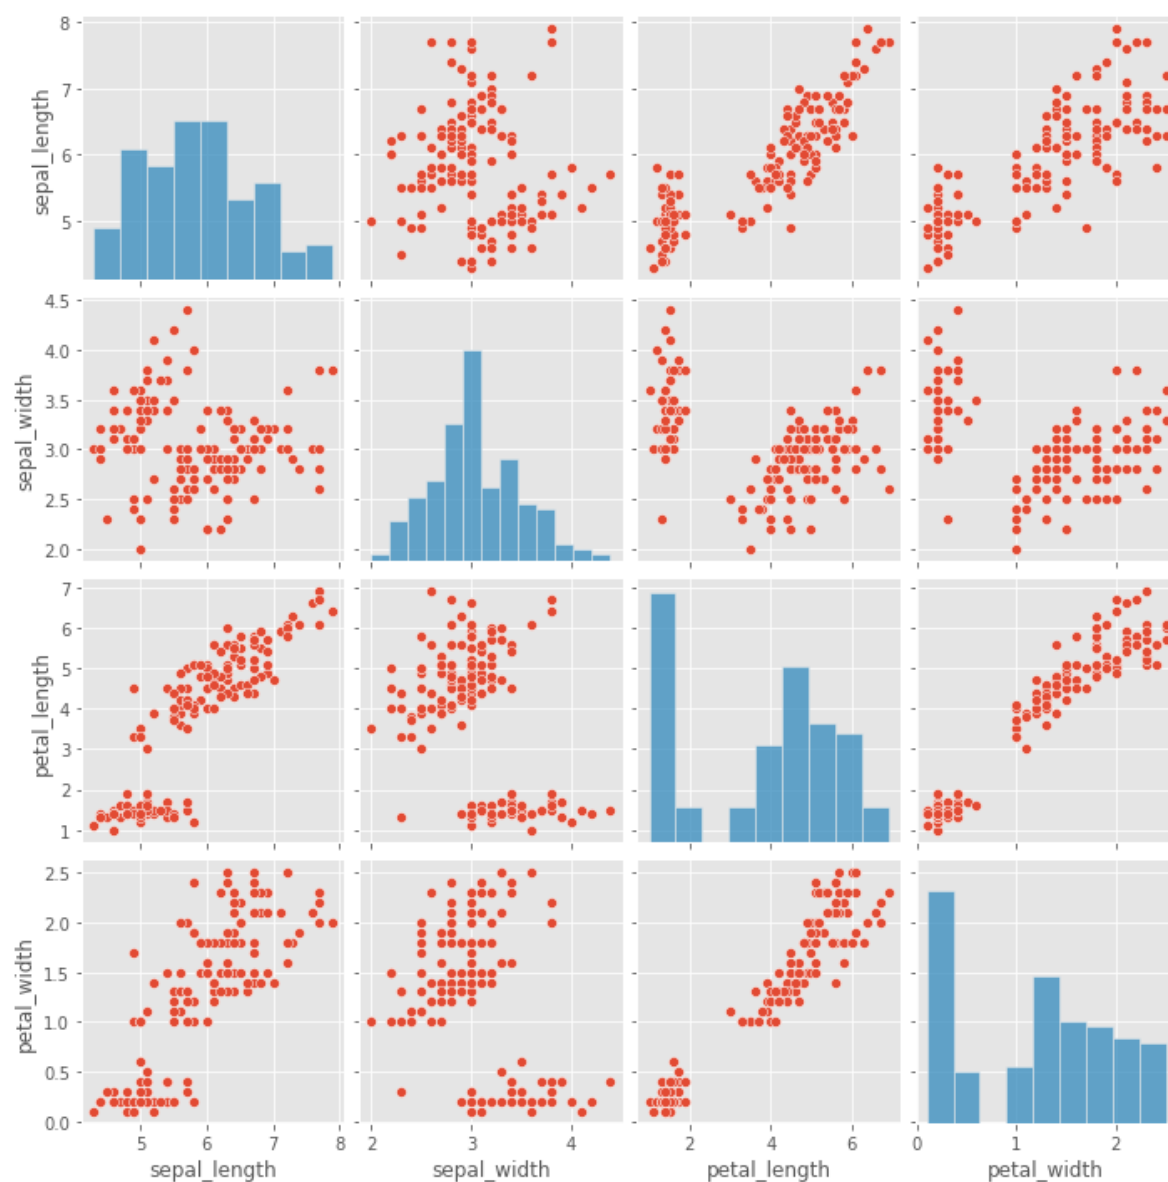 sepal_length
8
7
6
5
sepal_width
4.5
4.0
3.5
3.0
2.5
2.0
petal_length
7
6
5
4
3
2
1
petal_width
2.5
2.0
1.5
1.0
0.5
0.0
5 6 7 8
2 3 4
2 4 6
0 1 2
sepal_length sepal_width petal_length petal_width